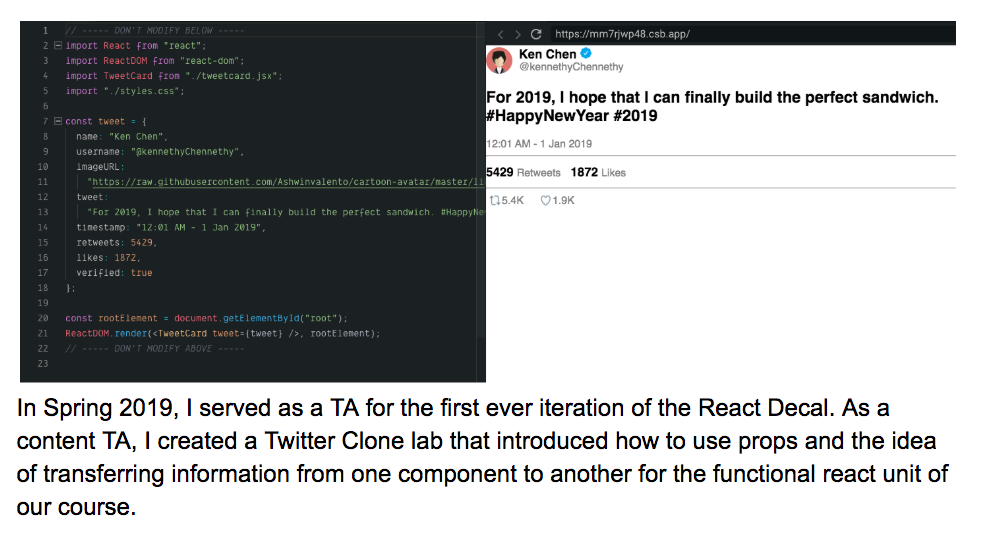 1 // ----- DON'T MODIFY BELOW -----
2 import React from "react";
3 import ReactDOM from "react-dom";
4 import TweetCard from "./tweetcard.jsx";
5 import "./styles.css";
6
7 const tweet = {
8 name: "Ken Chen",
9 username: "@kennethyChennethy",
10 imageURL:
11 "https://raw.githubusercontent.com/Ashwinvalento/cartoon-avatar/master/li
12 tweet:
13 "For 2019, I hope that I can finally build the perfect sandwich. #HappyNe
14 timestamp: "12:01 AM - 1 Jan 2019",
15 retweets: 5429,
16 likes: 1872,
17 verified: true
18 };
19
20 const rootElement = document.getElementById("root");
21 ReactDOM.render(<TweetCard tweet={tweet} />, rootElement);
22 // ----- DON'T MODIFY ABOVE -----
23
https://mm7rjwp48.csb.app/
Ken Chen
@kennethyChennethy
For 2019, I hope that I can finally build the perfect sandwich.
#HappyNewYear #2019
12:01 AM - 1 Jan 2019
5429 Retweets 1872 Likes
5.4K 1.9K
In Spring 2019, I served as a TA for the first ever iteration of the React Decal. As a
content TA, I created a Twitter Clone lab that introduced how to use props and the idea
of transferring information from one component to another for the functional react unit of
our course.